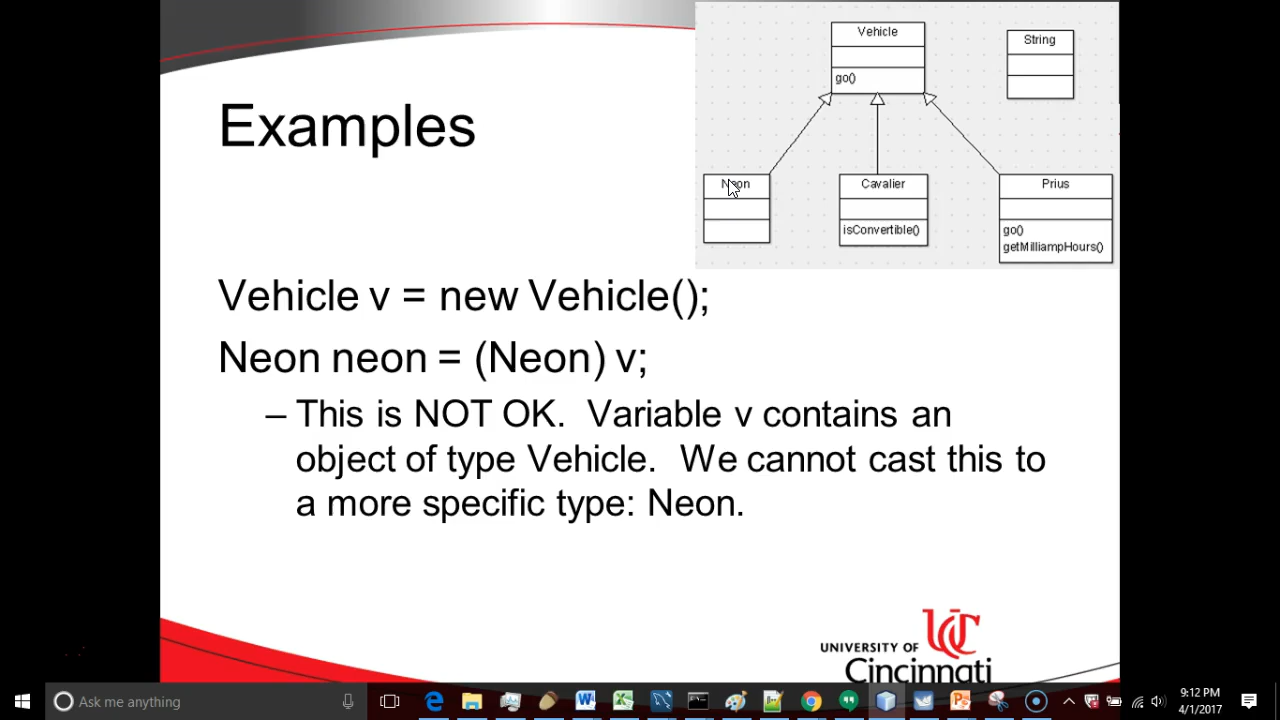 Vehicle
String
go()
Examples
Neon
Cavalier
Prius
isConvertible()
go()
getMilliampHours()
Vehicle v = new Vehicle();
Neon neon = (Neon) v;
– This is NOT OK. Variable v contains an
object of type Vehicle. We cannot cast this to
a more specific type: Neon.
UNIVERSITY OF
Cincinnati
Ask me anything
9:12 PM
4/1/2017